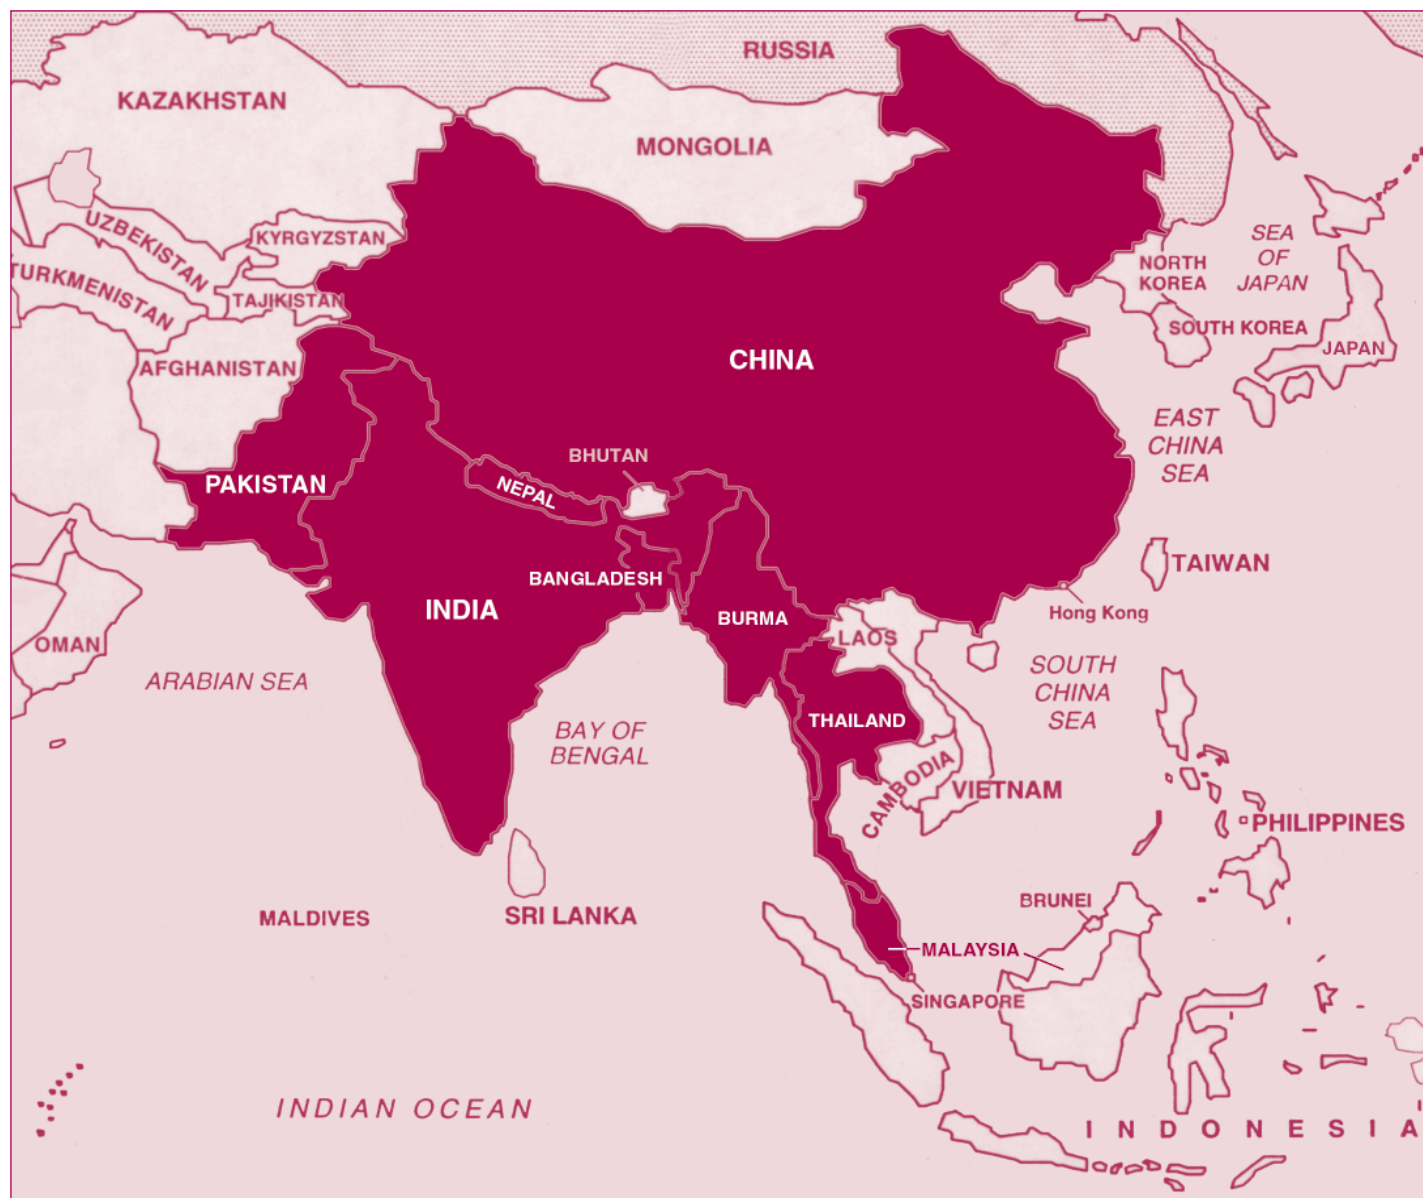 RUSSIA
KAZAKHSTAN
MONGOLIA
UZBEKISTAN
KYRGYZSTAN
SEA
OF
JAPAN
NORTH
KOREA
TURKMENISTAN
TAJIKISTAN
SOUTH KOREA
JAPAN
AFGHANISTAN
CHINA
EAST
CHINA
SEA
BHUTAN
PAKISTAN
NEPAL
TAIWAN
BANGLADESH
INDIA
BURMA
Hong Kong
LAOS
OMAN
ARABIAN SEA
SOUTH
CHINA
SEA
THAILAND
BAY OF
BENGAL
CAMBODIA
VIETNAM
PHILIPPINES
BRUNEI
MALDIVES
SRI LANKA
MALAYSIA
SINGAPORE
INDIAN OCEAN
INDONESIA